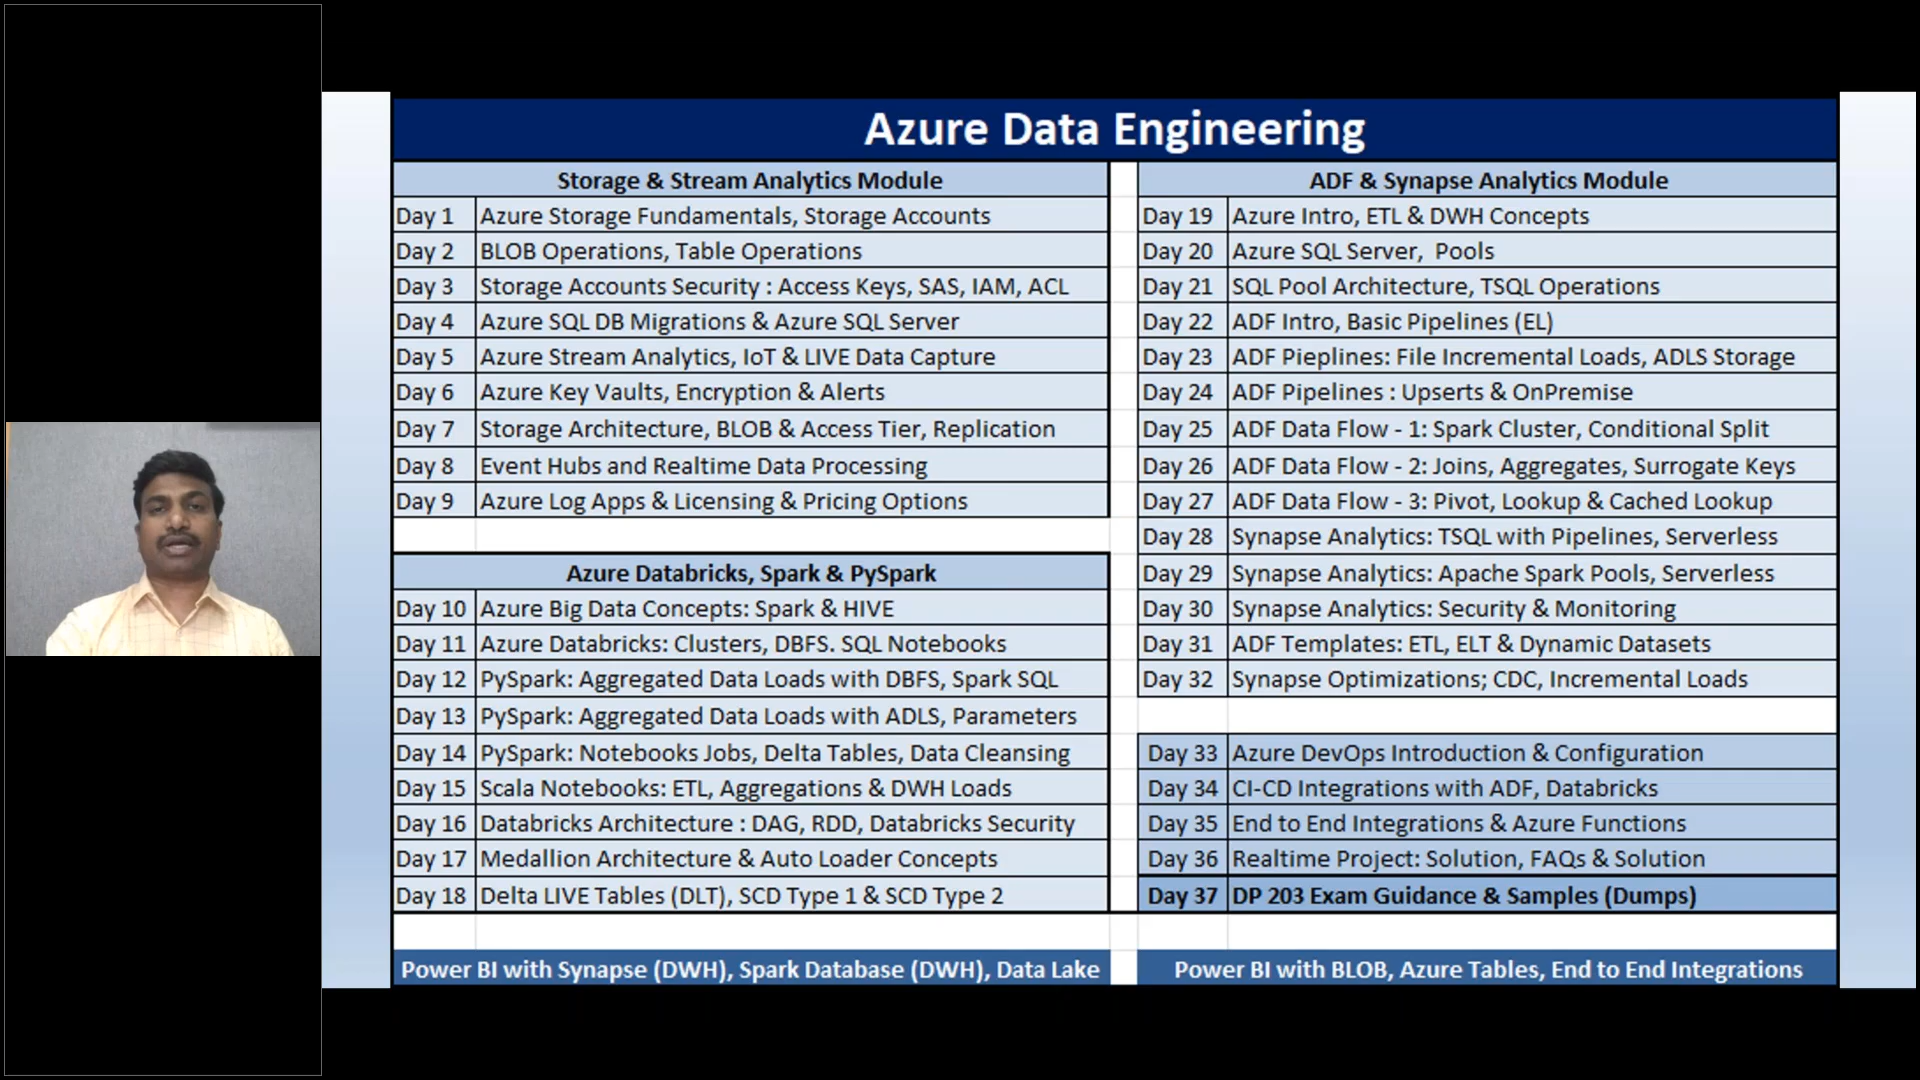 Azure Data Engineering
Storage & Stream Analytics Module
Day 1 Azure Storage Fundamentals, Storage Accounts
Day 2 BLOB Operations, Table Operations
Day 3 Storage Accounts Security : Access Keys, SAS, IAM, ACL
Day 4 Azure SQL DB Migrations & Azure SQL Server
Day 5 Azure Stream Analytics, IoT & LIVE Data Capture
Day 6 Azure Key Vaults, Encryption & Alerts
Day 7 Storage Architecture, BLOB & Access Tier, Replication
Day 8 Event Hubs and Realtime Data Processing
Day 9 Azure Log Apps & Licensing & Pricing Options
Azure Databricks, Spark & PySpark
Day 10 Azure Big Data Concepts: Spark & HIVE
Day 11 Azure Databricks: Clusters, DBFS. SQL Notebooks
Day 12 PySpark: Aggregated Data Loads with DBFS, Spark SQL
Day 13 PySpark: Aggregated Data Loads with ADLS, Parameters
Day 14 PySpark: Notebooks Jobs, Delta Tables, Data Cleansing
Day 15 Scala Notebooks: ETL, Aggregations & DWH Loads
Day 16 Databricks Architecture : DAG, RDD, Databricks Security
Day 17 Medallion Architecture & Auto Loader Concepts
Day 18 Delta LIVE Tables (DLT), SCD Type 1 & SCD Type 2
Power BI with Synapse (DWH), Spark Database (DWH), Data Lake
ADF & Synapse Analytics Module
Day 19 Azure Intro, ETL & DWH Concepts
Day 20 Azure SQL Server, Pools
Day 21 SQL Pool Architecture, TSQL Operations
Day 22 ADF Intro, Basic Pipelines (EL)
Day 23 ADF Pieplines: File Incremental Loads, ADLS Storage
Day 24 ADF Pipelines : Upserts & OnPremise
Day 25 ADF Data Flow - 1: Spark Cluster, Conditional Split
Day 26 ADF Data Flow - 2: Joins, Aggregates, Surrogate Keys
Day 27 ADF Data Flow - 3: Pivot, Lookup & Cached Lookup
Day 28 Synapse Analytics: TSQL with Pipelines, Serverless
Day 29 Synapse Analytics: Apache Spark Pools, Serverless
Day 30 Synapse Analytics: Security & Monitoring
Day 31 ADF Templates: ETL, ELT & Dynamic Datasets
Day 32 Synapse Optimizations; CDC, Incremental Loads
Day 33 Azure DevOps Introduction & Configuration
Day 34 CI-CD Integrations with ADF, Databricks
Day 35 End to End Integrations & Azure Functions
Day 36 Realtime Project: Solution, FAQs & Solution
Day 37 DP 203 Exam Guidance & Samples (Dumps)
Power BI with BLOB, Azure Tables, End to End Integrations